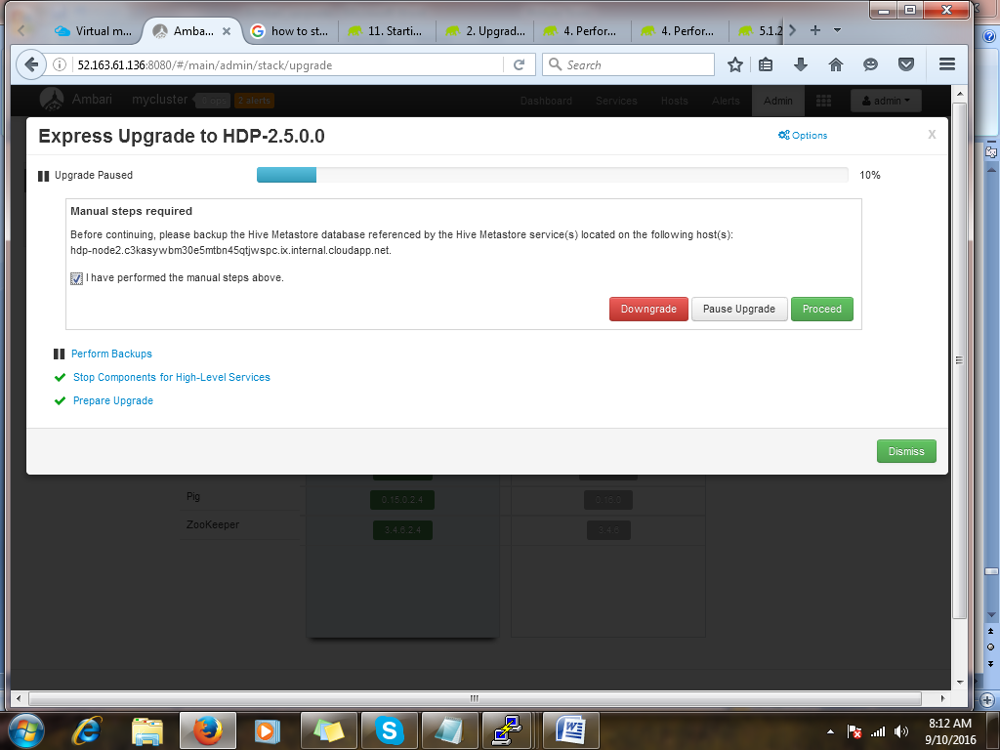 Virtual m...
Amba...
how to st...
11. Starti...
2. Upgrad...
4. Perfor...
4. Perfor...
5.1.2
52.163.61.136:8080/#/main/admin/stack/upgrade
Search
Ambari mycluster 0 ops 2 alerts Dashboard Services Hosts Alerts Admin admin
Express Upgrade to HDP-2.5.0.0
Options
X
Upgrade Paused
10%
Manual steps required
Before continuing, please backup the Hive Metastore database referenced by the Hive Metastore service(s) located on the following host(s):
hdp-node2.c3kasywbm30e5mtbn45qtjwspc.ix.internal.cloudapp.net.
I have performed the manual steps above.
Downgrade Pause Upgrade Proceed
Perform Backups
Stop Components for High-Level Services
Prepare Upgrade
Dismiss
Pig 0.15.0.2.4 0.16.0
ZooKeeper 3.4.6.2.4 3.4.6
8:12 AM
9/10/2016